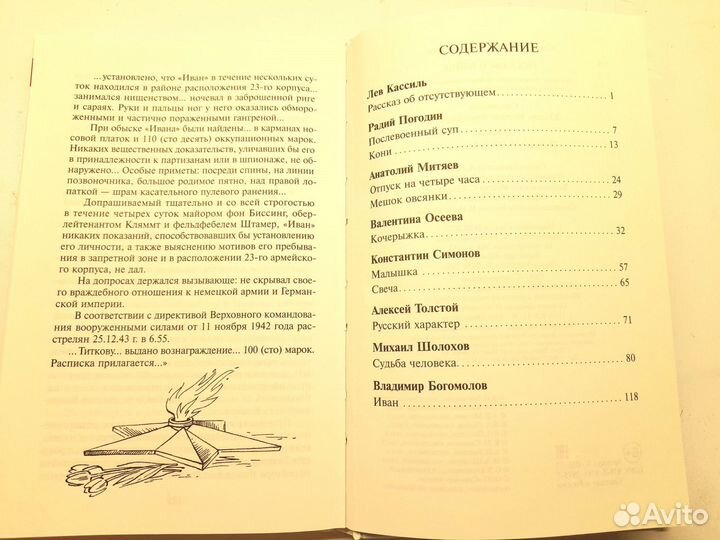 ...установлено, что «Иван» в течение нескольких су-
ток находился в районе расположения 23-го корпуса...
...занимался нищенством... ночевал в заброшенной риге
и сараях. Руки и пальцы ног у него оказались обморо-
женными и частично пораженными гангреной...
При обыске «Ивана» были найдены... в карманах но-
совой платок и 110 (сто десять) оккупационных марок.
Никаких вещественных доказательств, уличавших бы его
в принадлежности к партизанам или в шпионаже, не об-
наружено... Особые приметы: посреди спины, на линии
позвоночника, большое родимое пятно, над правой ло-
паткой — шрам касательного пулевого ранения...
Допрашиваемый тщательно и со всей строгостью
в течение четырех суток майором фон Биссинг, обер-
лейтенантом Кляммт и фельдфебелем Штамер, «Иван»
никаких показаний, способствовавших бы установлению
его личности, а также выяснению мотивов его пребывания
в запретной зоне и в расположении 23-го армейско-
го корпуса, не дал.
На допросах держался вызывающе: не скрывал свое-
го враждебного отношения к немецкой армии и Герман-
ской империи.
В соответствии с директивой Верховного командования
вооруженными силами от 11 ноября 1942 года рас-
стрелян 25.12.43 г. в 6.55.
...Титкову... выдано вознаграждение... 100 (сто) марок.
Расписка прилагается...»
СОДЕРЖАНИЕ
Лев Кассиль
Рассказ об отсутствующем 1
Радий Погодин
Послевоенный суп 7
Кони 13
Анатолий Митяев
Отпуск на четыре часа 24
Мешок овсянки 29
Валентина Осеева
Кочерыжка 32
Константин Симонов
Малышка 57
Свеча 65
Алексей Толстой
Русский характер 71
Михаил Шолохов
Судьба человека 80
Владимир Богомолов
Иван 118
Avito